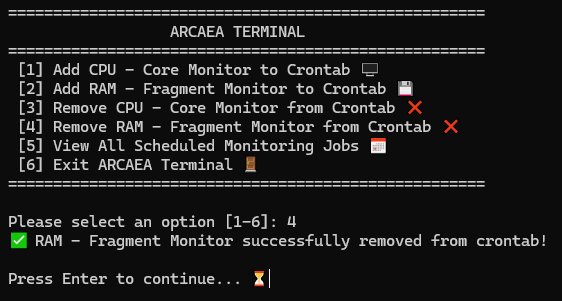 =====================================================
ARCAEA TERMINAL
=====================================================
[1] Add CPU - Core Monitor to Crontab 🖥️
[2] Add RAM - Fragment Monitor to Crontab 💾
[3] Remove CPU - Core Monitor from Crontab ❌
[4] Remove RAM - Fragment Monitor from Crontab ❌
[5] View All Scheduled Monitoring Jobs 📅
[6] Exit ARCAEA Terminal 🚪
=====================================================
Please select an option [1-6]: 4
✅ RAM - Fragment Monitor successfully removed from crontab!
Press Enter to continue... ⏳